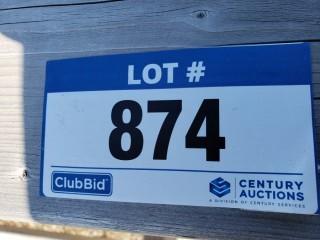 LOT #
874
ClubBid
CENTURY
AUCTIONS
A DIVISION OF CENTURY SERVICES